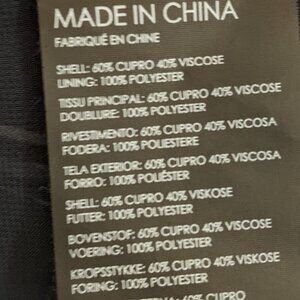 MADE IN CHINA
FABRIQUÉ EN CHINE
SHELL: 60% CUPRO 40% VISCOSE
LINING: 100% POLYESTER
TISSU PRINCIPAL: 60% CUPRO 40% VISCOSE
DOUBLURE: 100% POLYESTER
RIVESTIMENTO: 60% CUPRO 40% VISCOSA
FODERA: 100% POLIESTERE
TELA EXTERIOR: 60% CUPRO 40% VISCOSA
FORRO: 100% POLIÉSTER
SHELL: 60% CUPRO 40% VISKOSE
FUTTER: 100% POLYESTER
BOVENSTOF: 60% CUPRO 40% VISCOSE
VOERING: 100% POLYESTER
KROPSSTYKKE: 60% CUPRO 40% VISKOSE
FORING: 100% POLYESTER